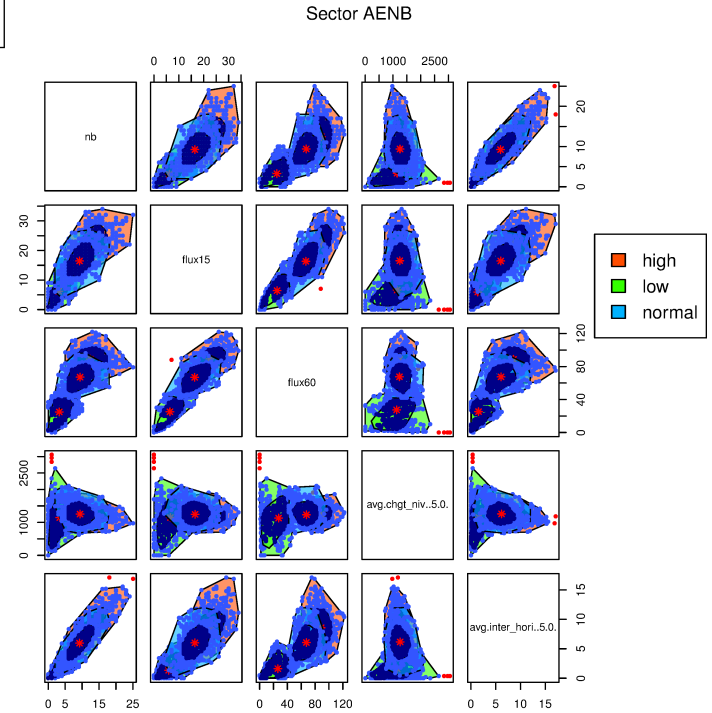 Sector AENB
0 10 20 30
0 1000 2500
nb
0 5 10 20
0 10 20 30
flux15
high
low
normal
flux60
0 40 80 120
0 1000 2500
avg.chgt_niv..5.0.
avg.inter_hori..5.0.
0 5 10 15
0 5 15 25
0 40 80 120
0 5 10 15